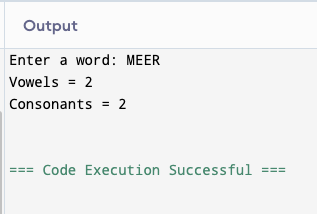 Output
Enter a word: MEER
Vowels = 2
Consonants = 2
=== Code Execution Successful ===